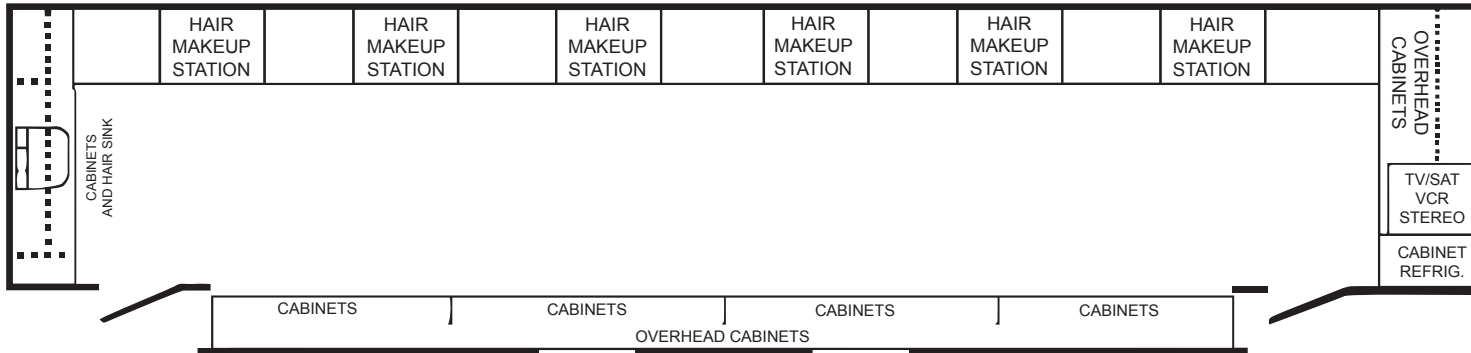 HAIR
MAKEUP
STATION
HAIR
MAKEUP
STATION
HAIR
MAKEUP
STATION
HAIR
MAKEUP
STATION
HAIR
MAKEUP
STATION
HAIR
MAKEUP
STATION
OVERHEAD
CABINETS
CABINETS
AND HAIR SINK
TV/SAT
VCR
STEREO
CABINET
REFRIG.
CABINETS
CABINETS
CABINETS
CABINETS
OVERHEAD CABINETS